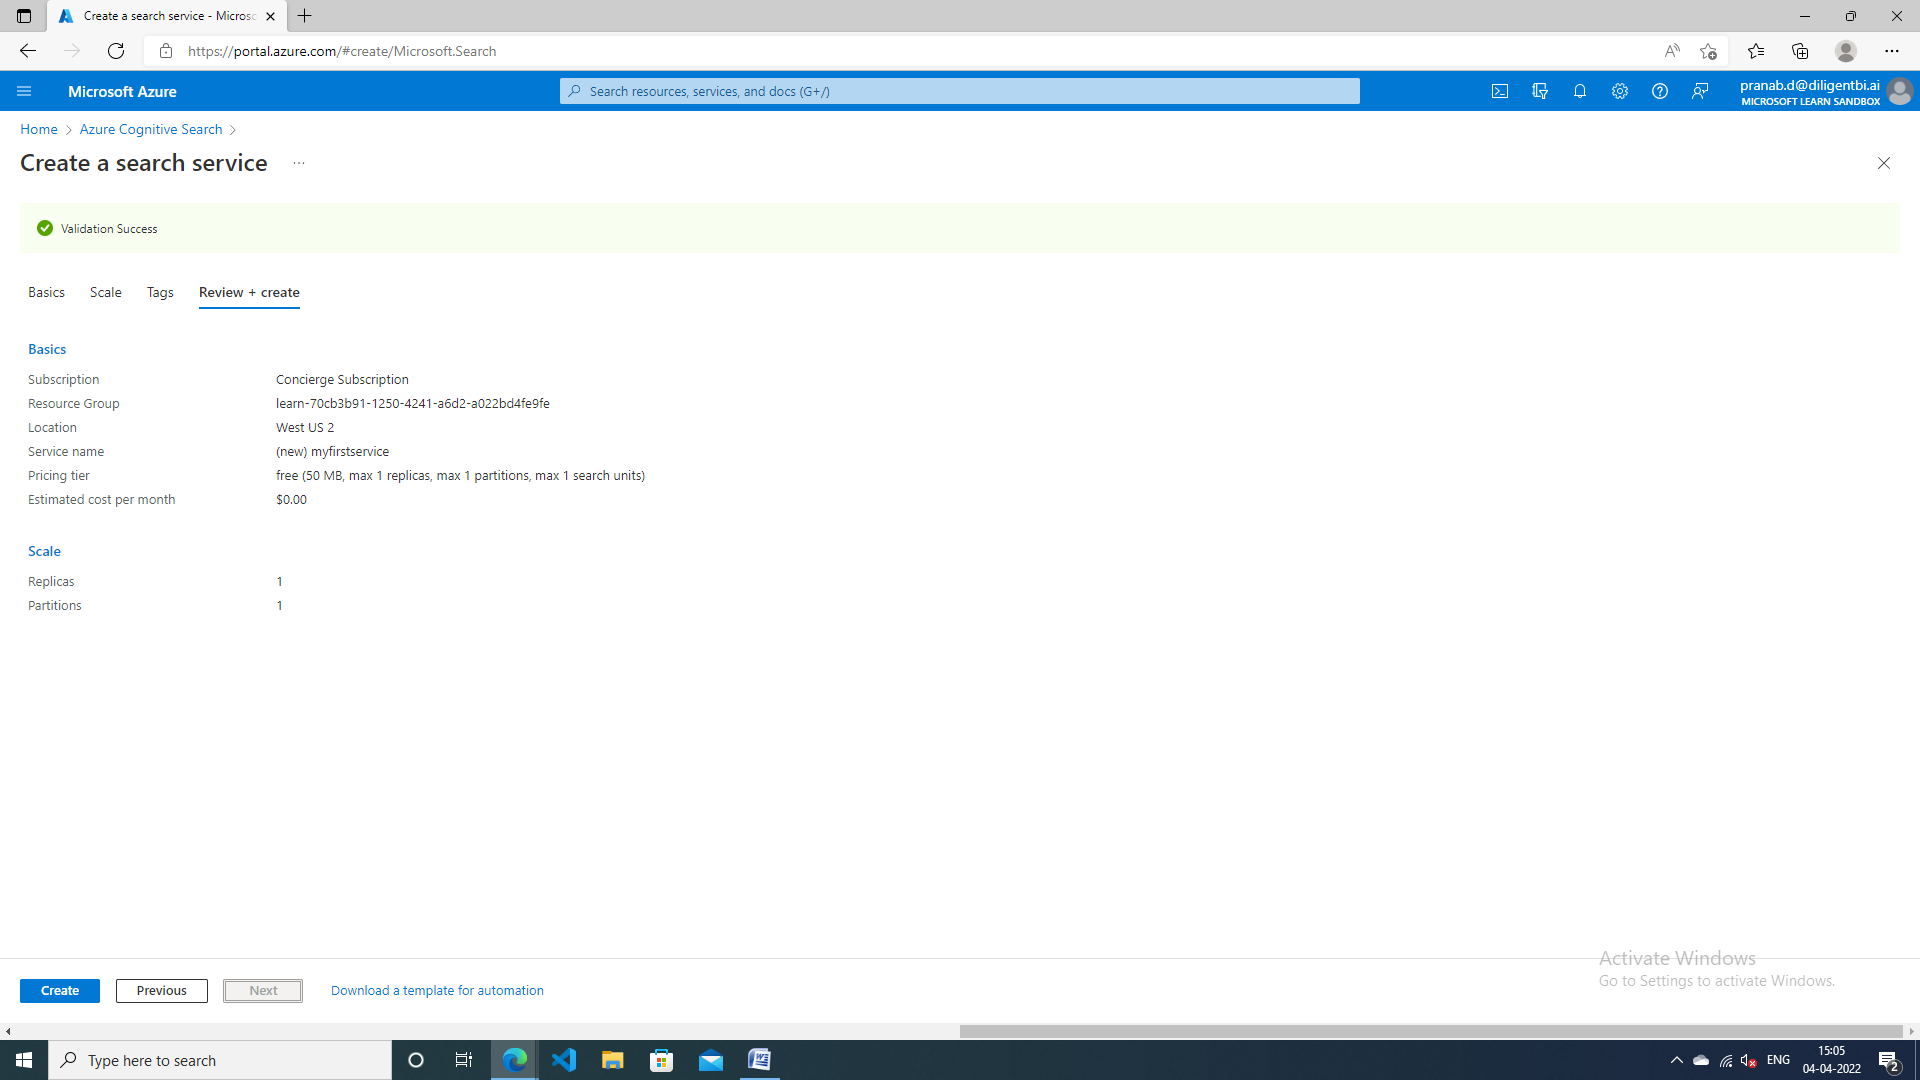 Create a search service - Microso
https://portal.azure.com/#create/Microsoft.Search
Microsoft Azure
Search resources, services, and docs (G+/)
pranab.d@diligentbi.ai
MICROSOFT LEARN SANDBOX
Home
Azure Cognitive Search
Create a search service
...
Validation Success
Basics
Scale
Tags
Review + create
Basics
Subscription
Concierge Subscription
Resource Group
learn-70cb3b91-1250-4241-a6d2-a022bd4fe9fe
Location
West US 2
Service name
(new) myfirstservice
Pricing tier
free (50 MB, max 1 replicas, max 1 partitions, max 1 search units)
Estimated cost per month
$0.00
Scale
Replicas
1
Partitions
1
Activate Windows
Go to Settings to activate Windows.
Create
Previous
Next
Download a template for automation
Type here to search
ENG
15:05
04-04-2022
2